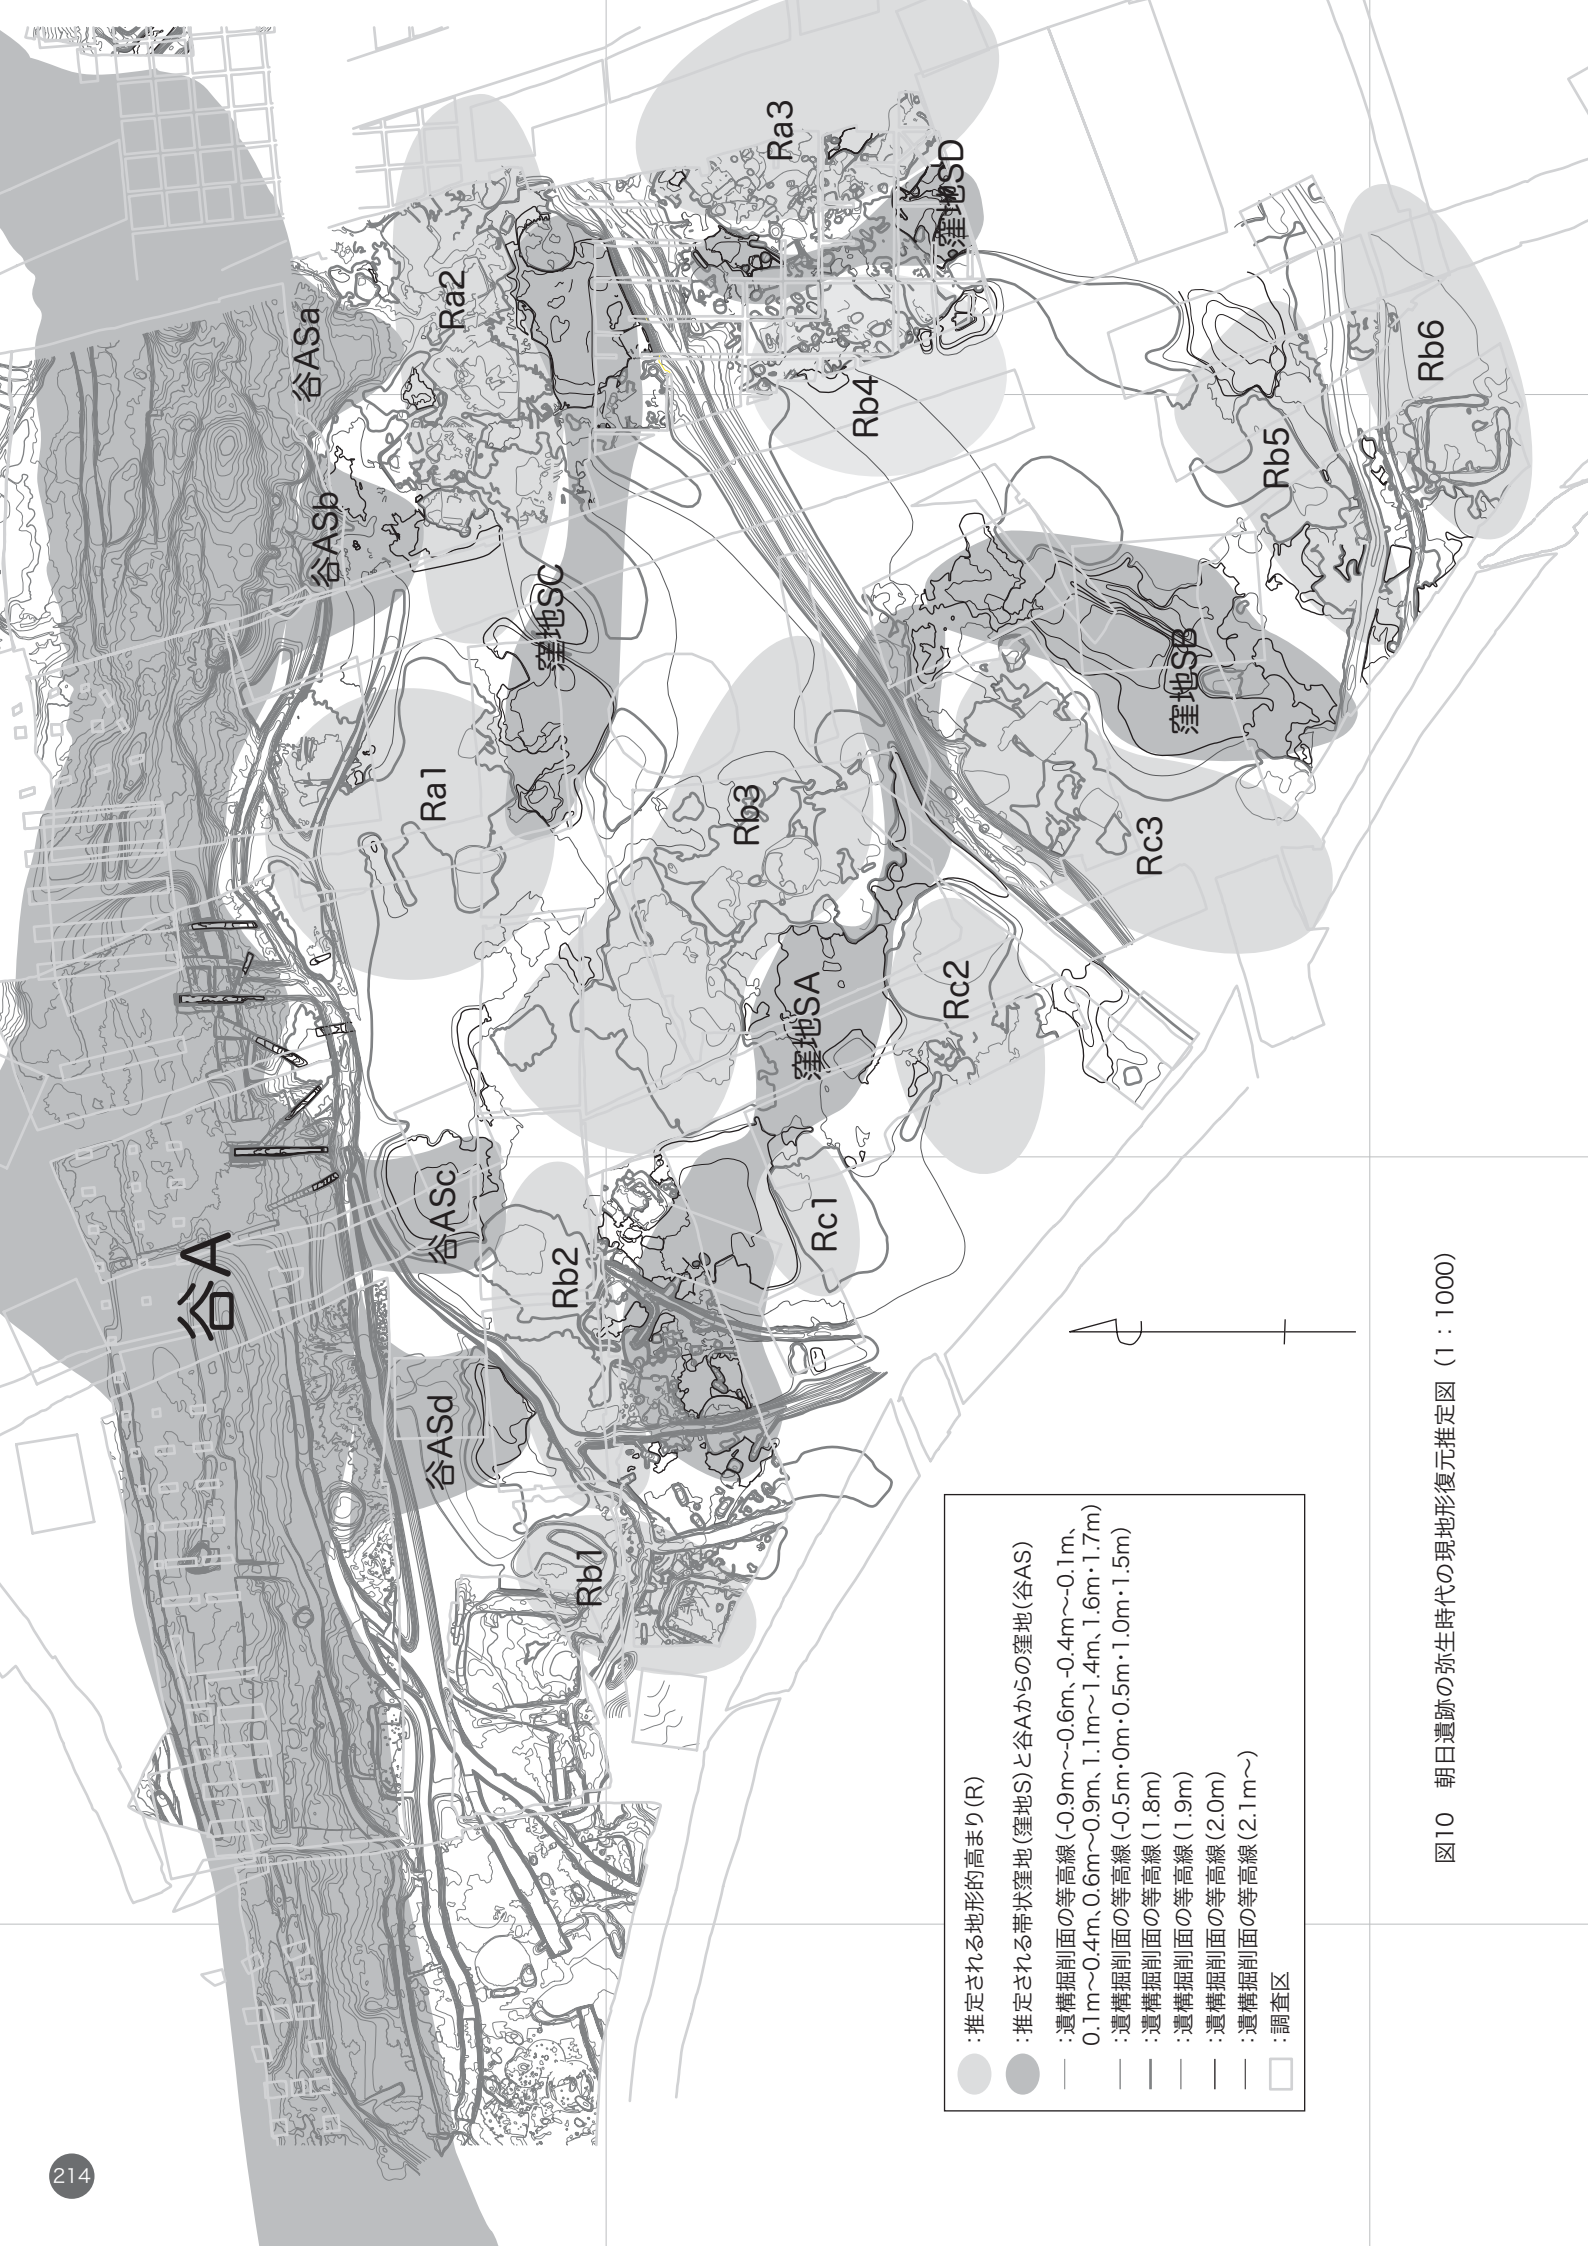 谷A
谷ASa
谷ASb
谷ASc
谷ASd
Ra1
Ra2
Ra3
窪地SA
窪地SB
窪地SC
窪地SD
Rb1
Rb2
Rb3
Rb4
Rb5
Rb6
Rc1
Rc2
Rc3
:推定される地形的高まり(R)
:推定される帯状窪地(窪地S)と谷Aからの窪地(谷AS)
:遺構掘削面の等高線(-0.9m〜-0.6m、-0.4m〜-0.1m、
0.1m〜0.4m、0.6m〜0.9m、1.1m〜1.4m、1.6m・1.7m)
:遺構掘削面の等高線(-0.5m・0m・0.5m・1.0m・1.5m)
:遺構掘削面の等高線(1.8m)
:遺構掘削面の等高線(1.9m)
:遺構掘削面の等高線(2.0m)
:遺構掘削面の等高線(2.1m〜)
:調査区
図10 朝日遺跡の弥生時代の現地形復元推定図(1:1000)
214